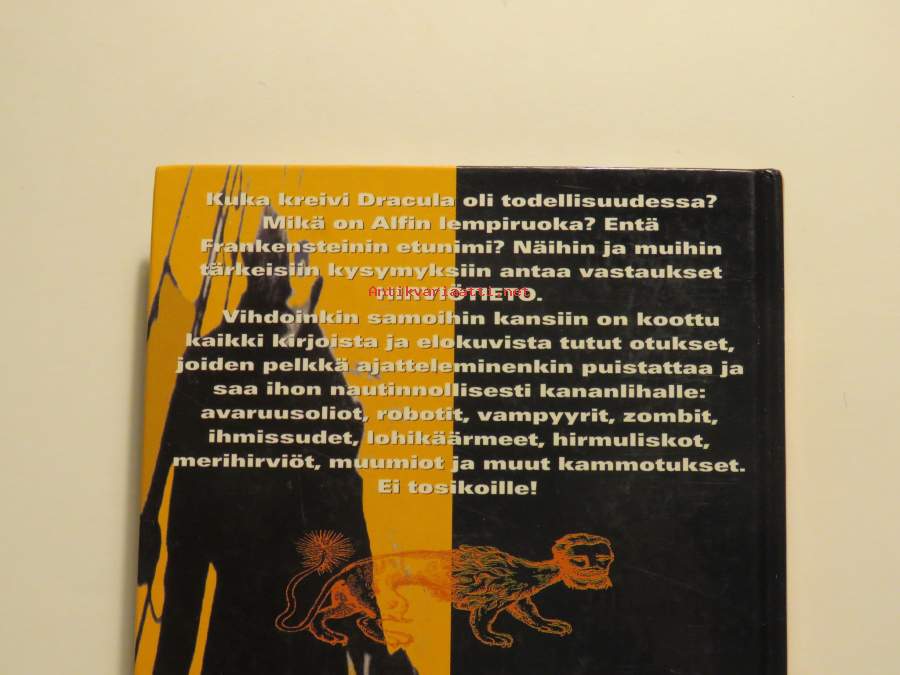 Kuka kreivi Dracula oli todellisuudessa?
Mikä on Alfin lempiruoka? Entä
Frankensteinin etunimi? Näihin ja muihin
tärkeisiin kysymyksiin antaa vastaukset
Antikvariaatti.net
Vihdoinkin samoihin kansiin on koottu
kaikki kirjoista ja elokuvista tutut otukset,
joiden pelkkä ajatteleminenkin puistattaa ja
saa ihon nautinnollisesti kananlihalle:
avaruusoliot, robotit, vampyyrit, zombit,
ihmissudet, lohikäärmeet, hirmuliskot,
merihirviöt, muumiot ja muut kammotukset.
Ei tosikoille!